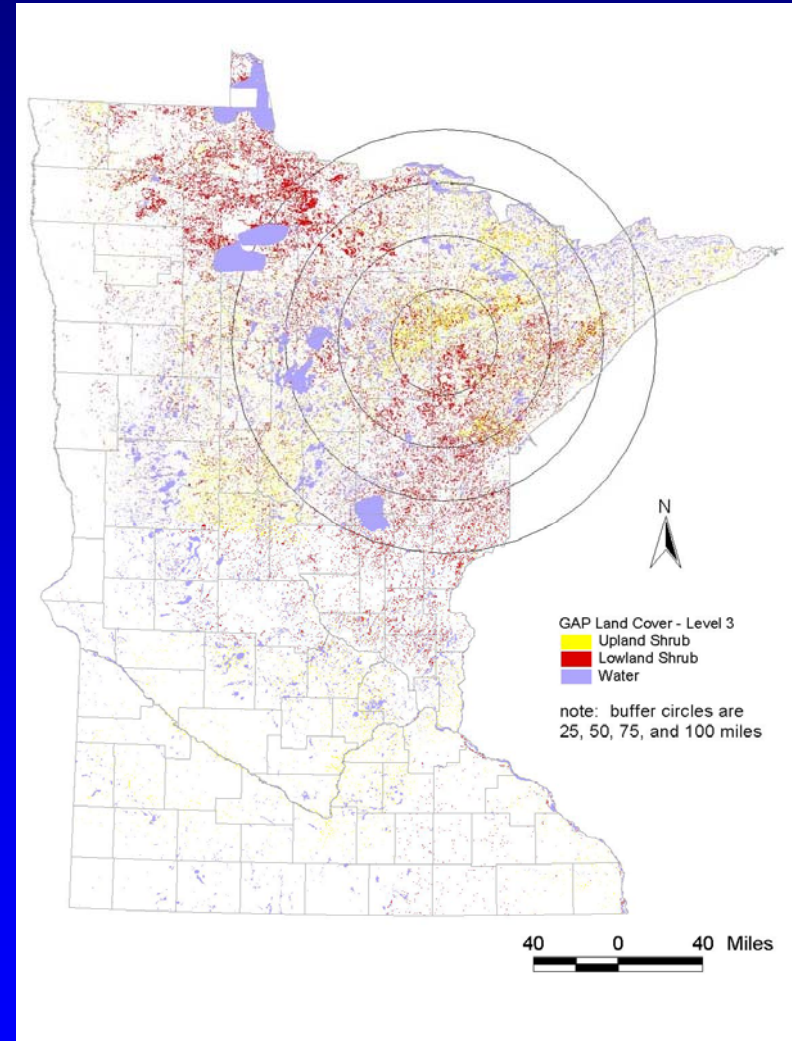 N
GAP Land Cover - Level 3
Upland Shrub
Lowland Shrub
Water
note: buffer circles are
25, 50, 75, and 100 miles
40 0 40 Miles